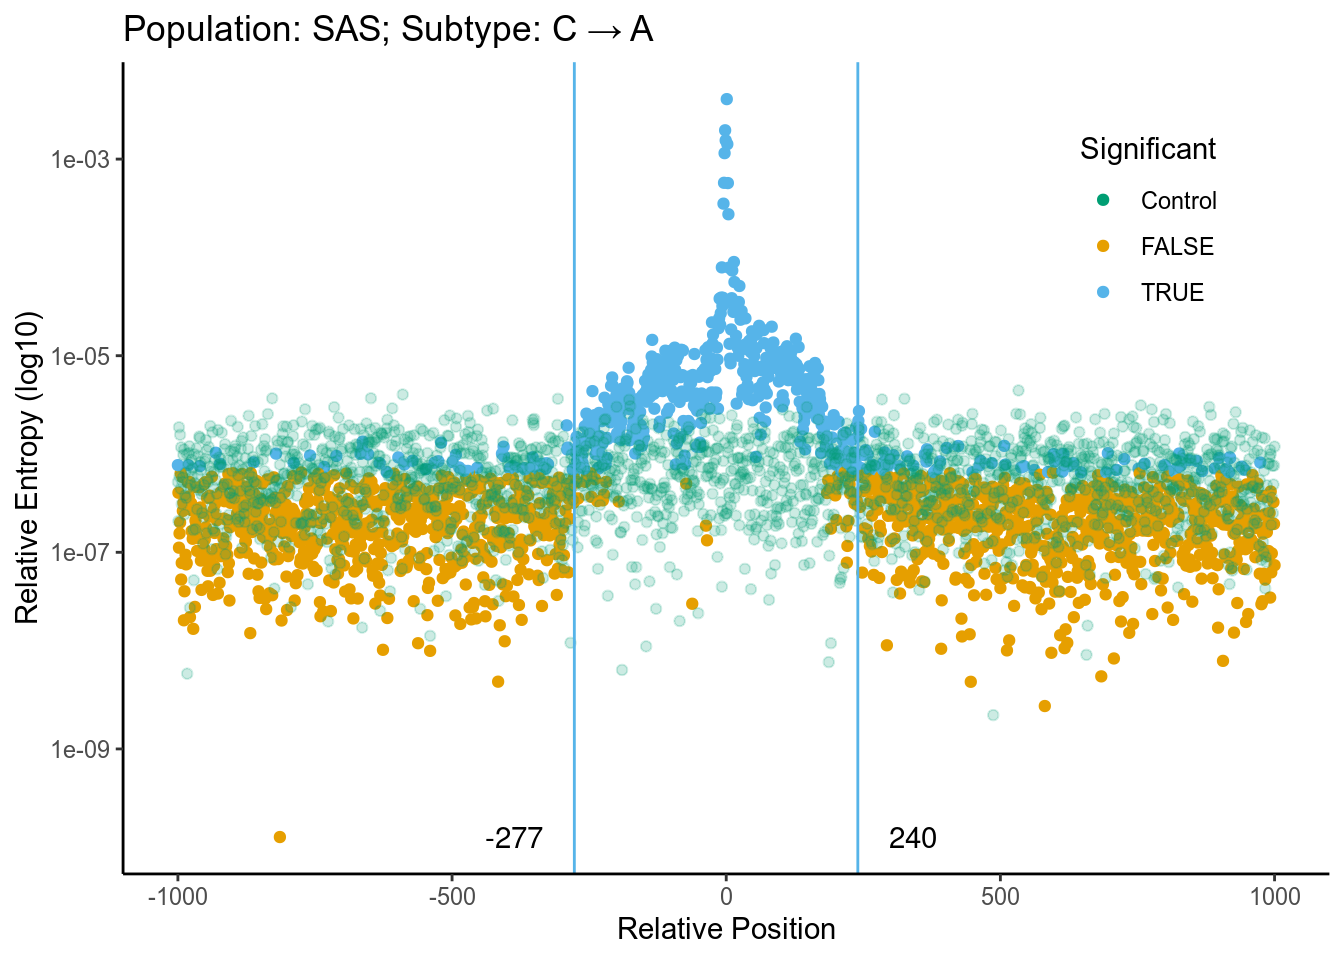 Population: SAS; Subtype: C → A
Relative Entropy (log10)
1e-03
1e-05
1e-07
1e-09
Significant
Control
FALSE
TRUE
-277
240
-1000
-500
0
500
1000
Relative Position